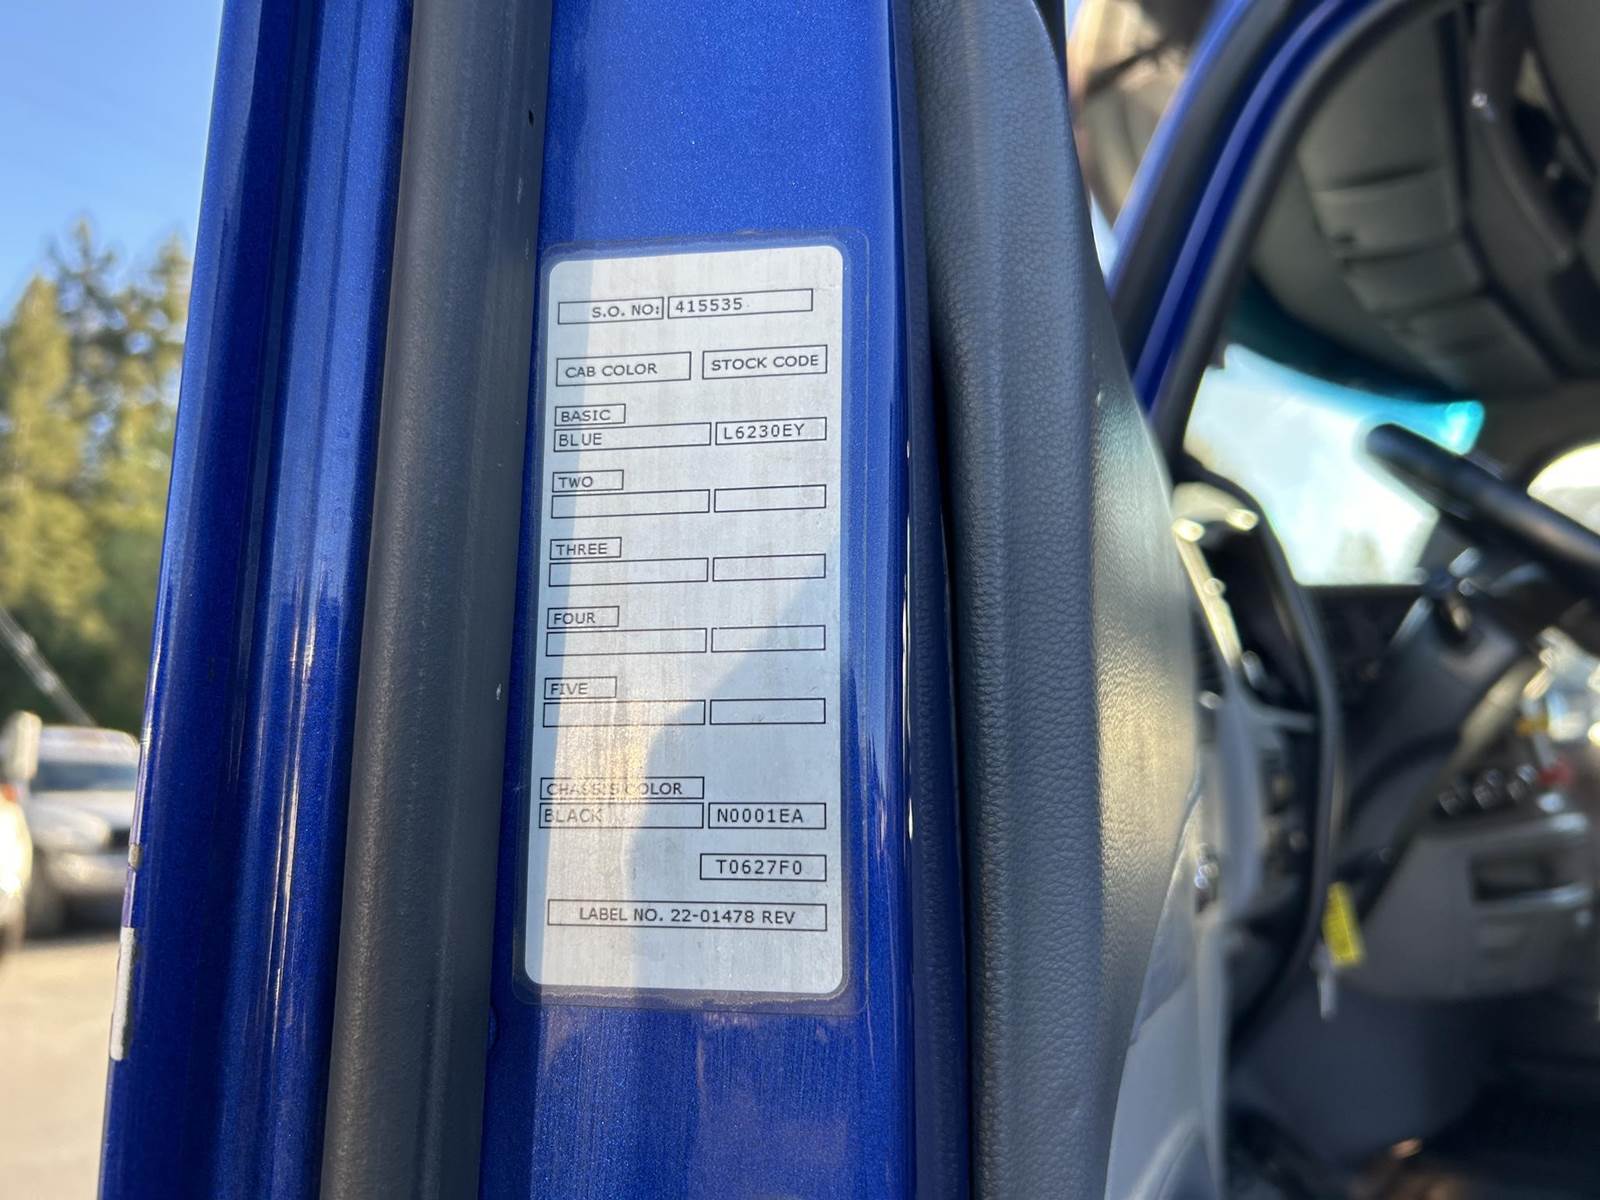 S.O. NO: 415535
CAB COLOR STOCK CODE
BASIC
BLUE L6230EY
TWO
THREE
FOUR
FIVE
CHASSIS COLOR
BLACK N0001EA
T0627F0
LABEL NO. 22-01478 REV